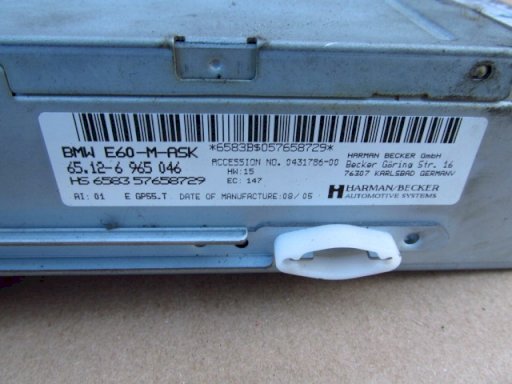 BMW E60-M-ASK
65.12-6 965 046
HS 6583 57658729
AI: 01 E GP55.T DATE OF MANUFACTURE:08/05
*6583B$057658729*
ACCESSION NO. 0431786-00
HW:15
EC: 147
HARMAN BECKER GmbH
Becker Göring Str. 16
76307 KARLSBAD GERMANY
HARMAN/BECKER
AUTOMOTIVE SYSTEMS